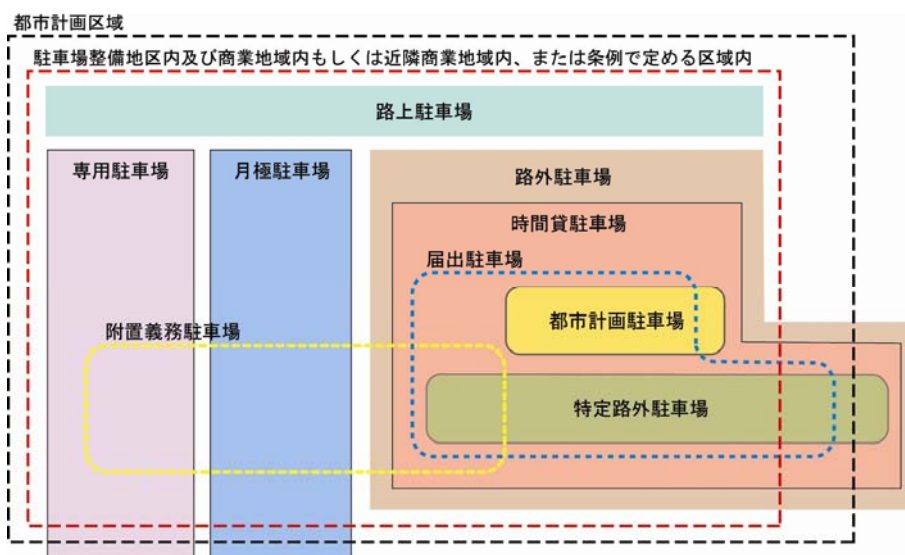 都市計画区域
駐車場整備地区内及び商業地域内もしくは近隣商業地域内、または条例で定める区域内
路上駐車場
専用駐車場
月極駐車場
路外駐車場
時間貸駐車場
届出駐車場
都市計画駐車場
附置義務駐車場
特定路外駐車場